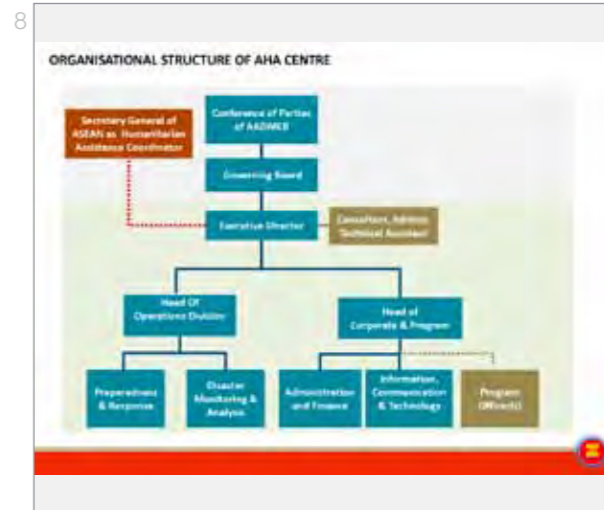 8
ORGANISATIONAL STRUCTURE OF AHA CENTRE
Secretary General of
ASEAN as Humanitarian
Assistance Coordinator
Conference of Parties
of AADMER
Governing Board
Executive Director
Consultant, Advisor
Technical Assistant
Head Of
Operations Division
Head of
Corporate & Program
Preparedness
& Response
Disaster
Monitoring &
Analysis
Administration
and Finance
Information,
Communication
& Technology
Program
Officer(s)